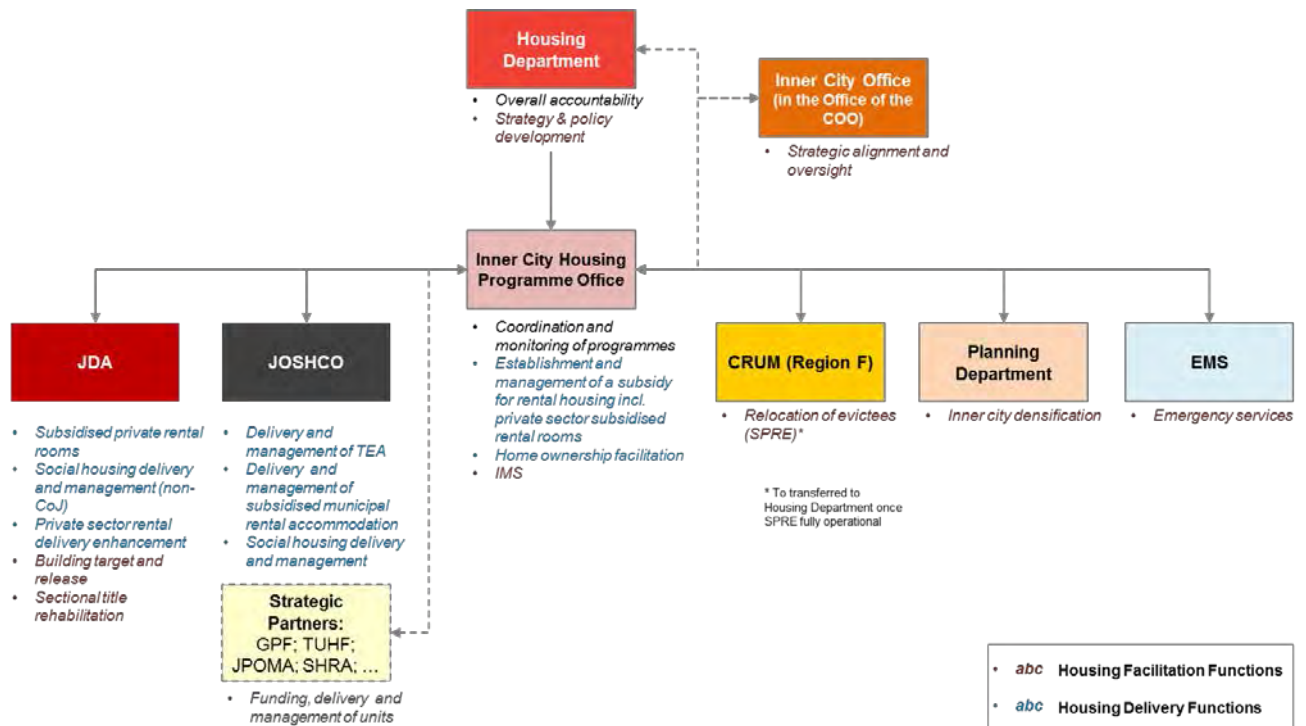 Housing
Department
• Overall accountability
• Strategy & policy
development
Inner City Office
(in the Office of the
COO)
• Strategic alignment and
oversight
Inner City Housing
Programme Office
• Coordination and
monitoring of programmes
• Establishment and
management of a subsidy
for rental housing incl.
private sector subsidised
rental rooms
• Home ownership facilitation
• IMS
JDA
• Subsidised private rental
rooms
• Social housing delivery
and management (non-
CoJ)
• Private sector rental
delivery enhancement
• Building target and
release
• Sectional title
rehabilitation
JOSHCO
• Delivery and
management of TEA
• Delivery and
management of
subsidised municipal
rental accommodation
• Social housing delivery
and management
Strategic
Partners:
GPF; TUHF;
JPOMA; SHRA; ...
• Funding, delivery and
management of units
CRUM (Region F)
• Relocation of evictees
(SPRE)*
* To transferred to
Housing Department once
SPRE fully operational
Planning
Department
• Inner city densification
EMS
• Emergency services
• abc Housing Facilitation Functions
• abc Housing Delivery Functions